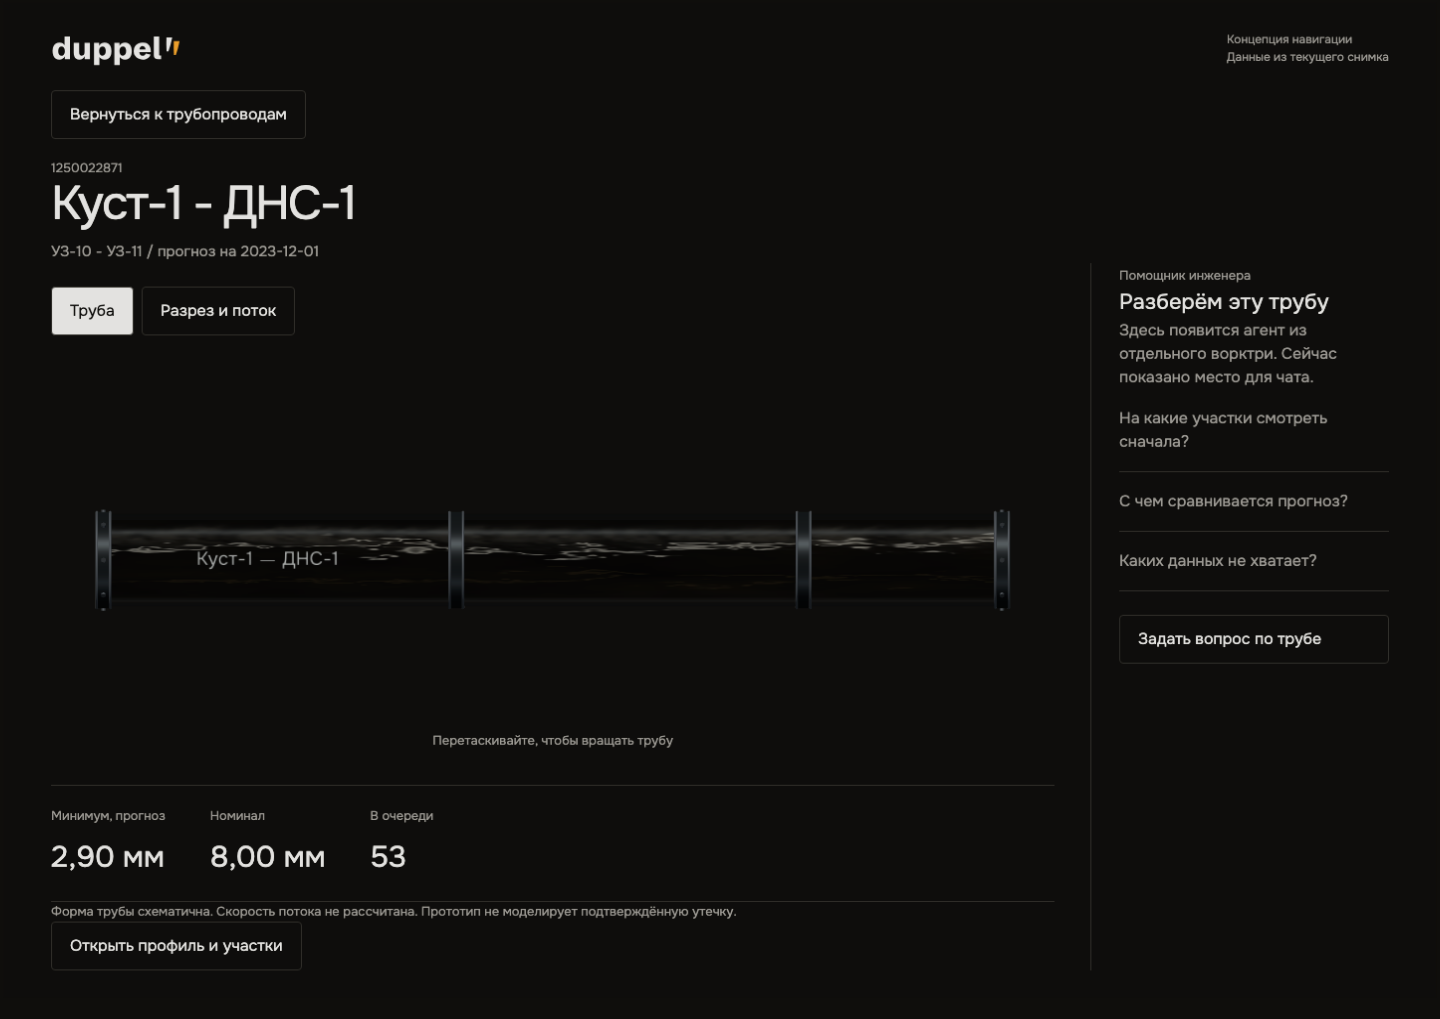 duppel
Концепция навигации
Данные из текущего снимка
Вернуться к трубопроводам
1250022871
Куст-1 - ДНС-1
УЗ-10 - УЗ-11 / прогноз на 2023-12-01
Труба
Разрез и поток
Куст-1 — ДНС-1
Перетаскивайте, чтобы вращать трубу
Минимум, прогноз
Номинал
В очереди
2,90 мм
8,00 мм
53
Форма трубы схематична. Скорость потока не рассчитана. Прототип не моделирует подтверждённую утечку.
Открыть профиль и участки
Помощник инженера
Разберём эту трубу
Здесь появится агент из
отдельного ворктри. Сейчас
показано место для чата.
На какие участки смотреть
сначала?
С чем сравнивается прогноз?
Каких данных не хватает?
Задать вопрос по трубе